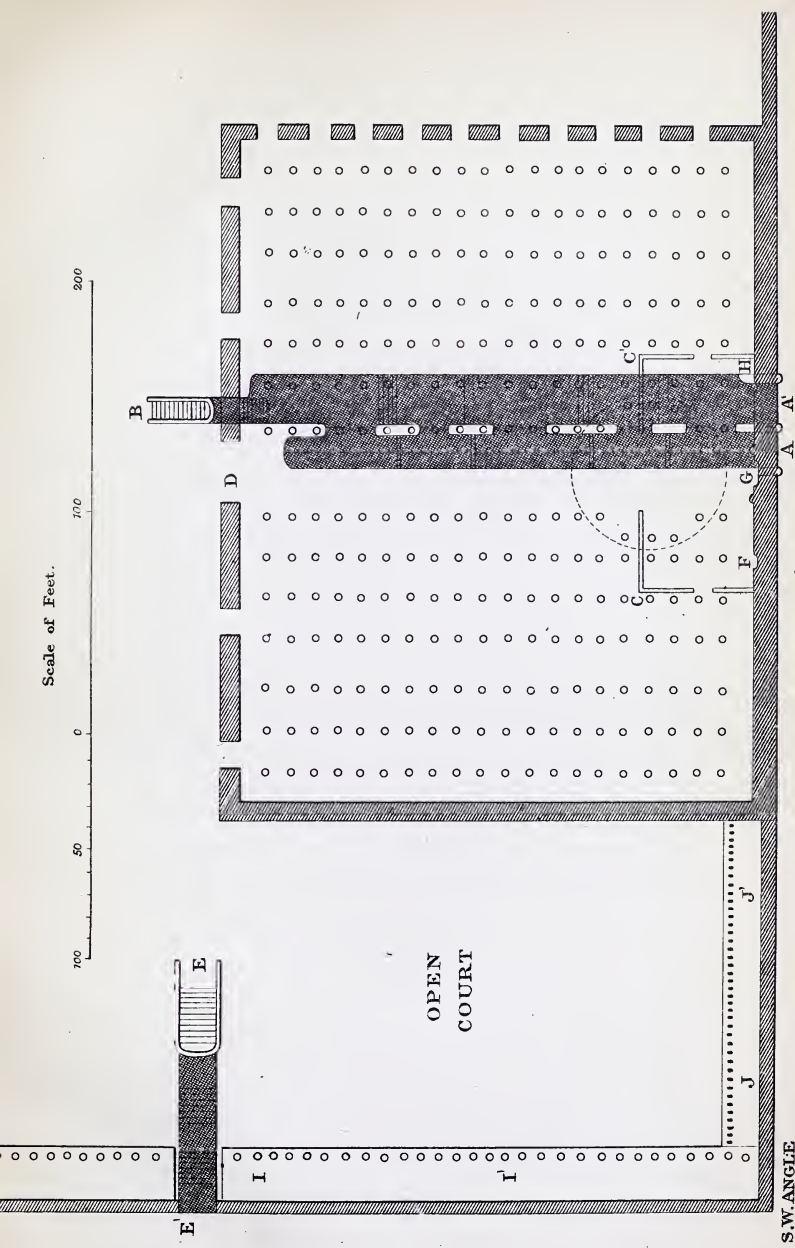 Scale of Feet.
100 50 0 100 200
B
E' E
D
I
OPEN
COURT
I'
C C'
J J' F G H
S.W. ANGLE A A'